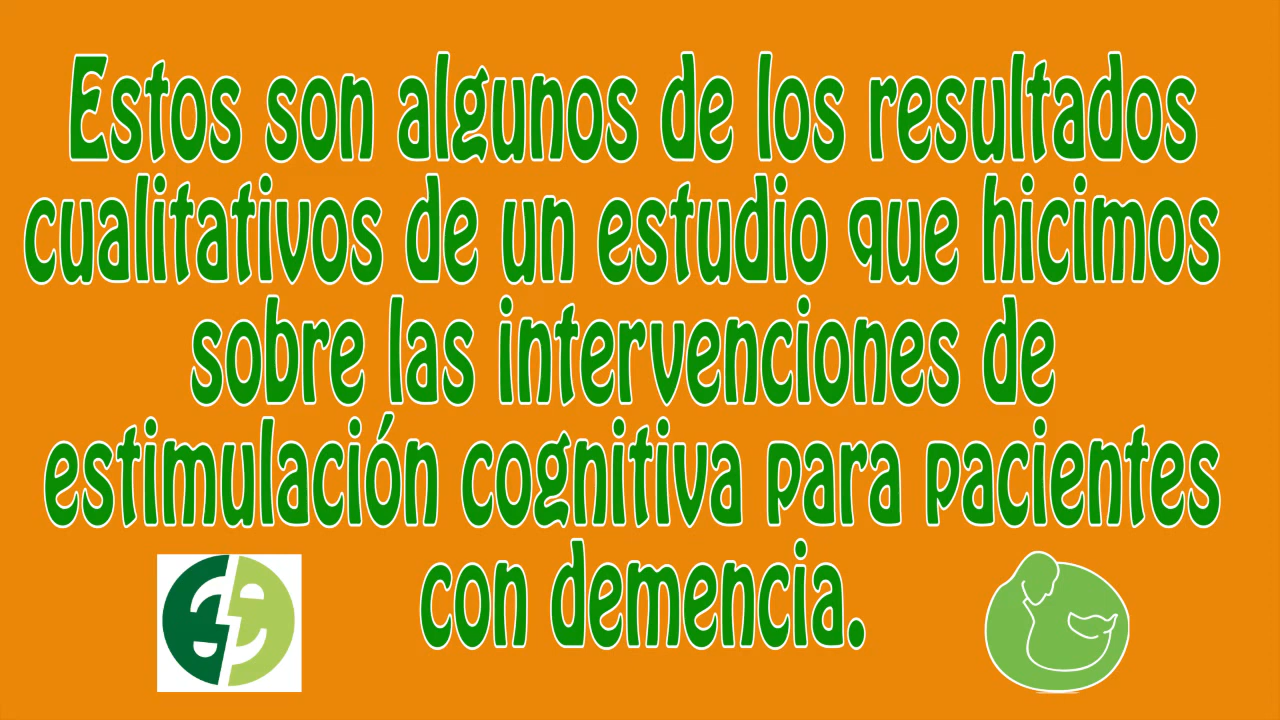 Estos son algunos de los resultados
cualitativos de un estudio que hicimos
sobre las intervenciones de
estimulación cognitiva para pacientes
con demencia.